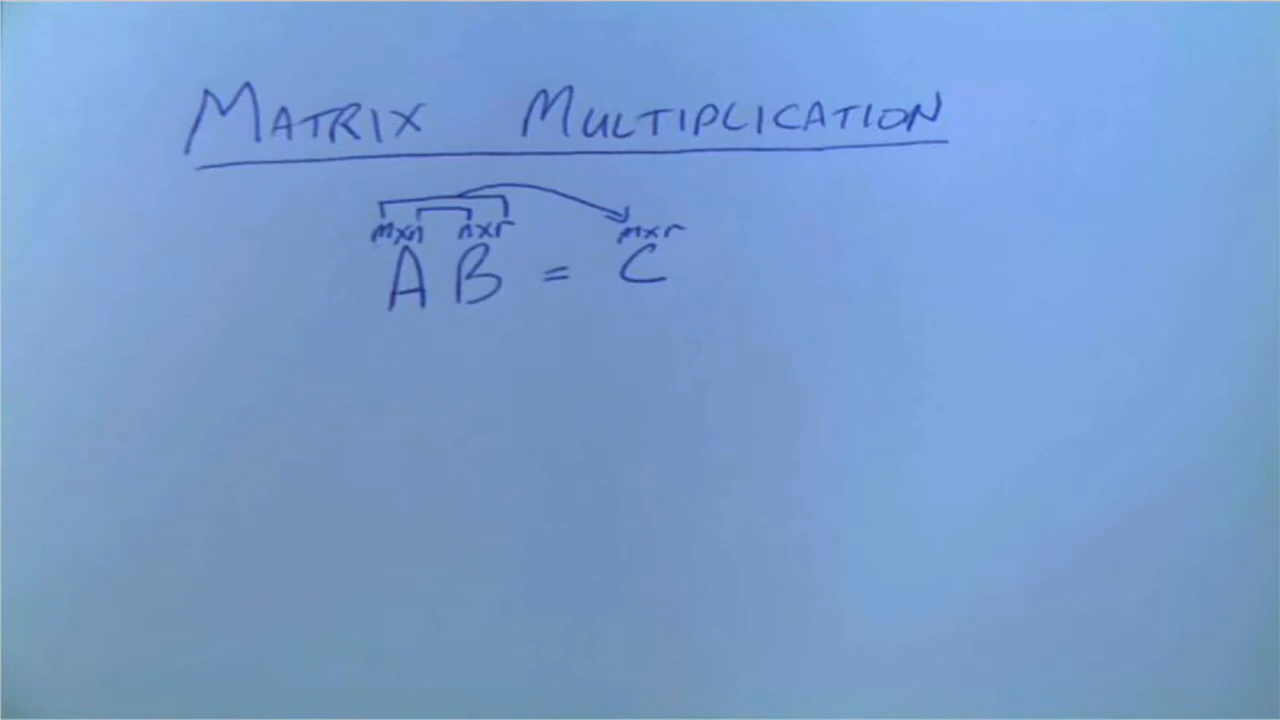 MATRIX MULTIPLICATION
mxn nxr mxr
A B = C